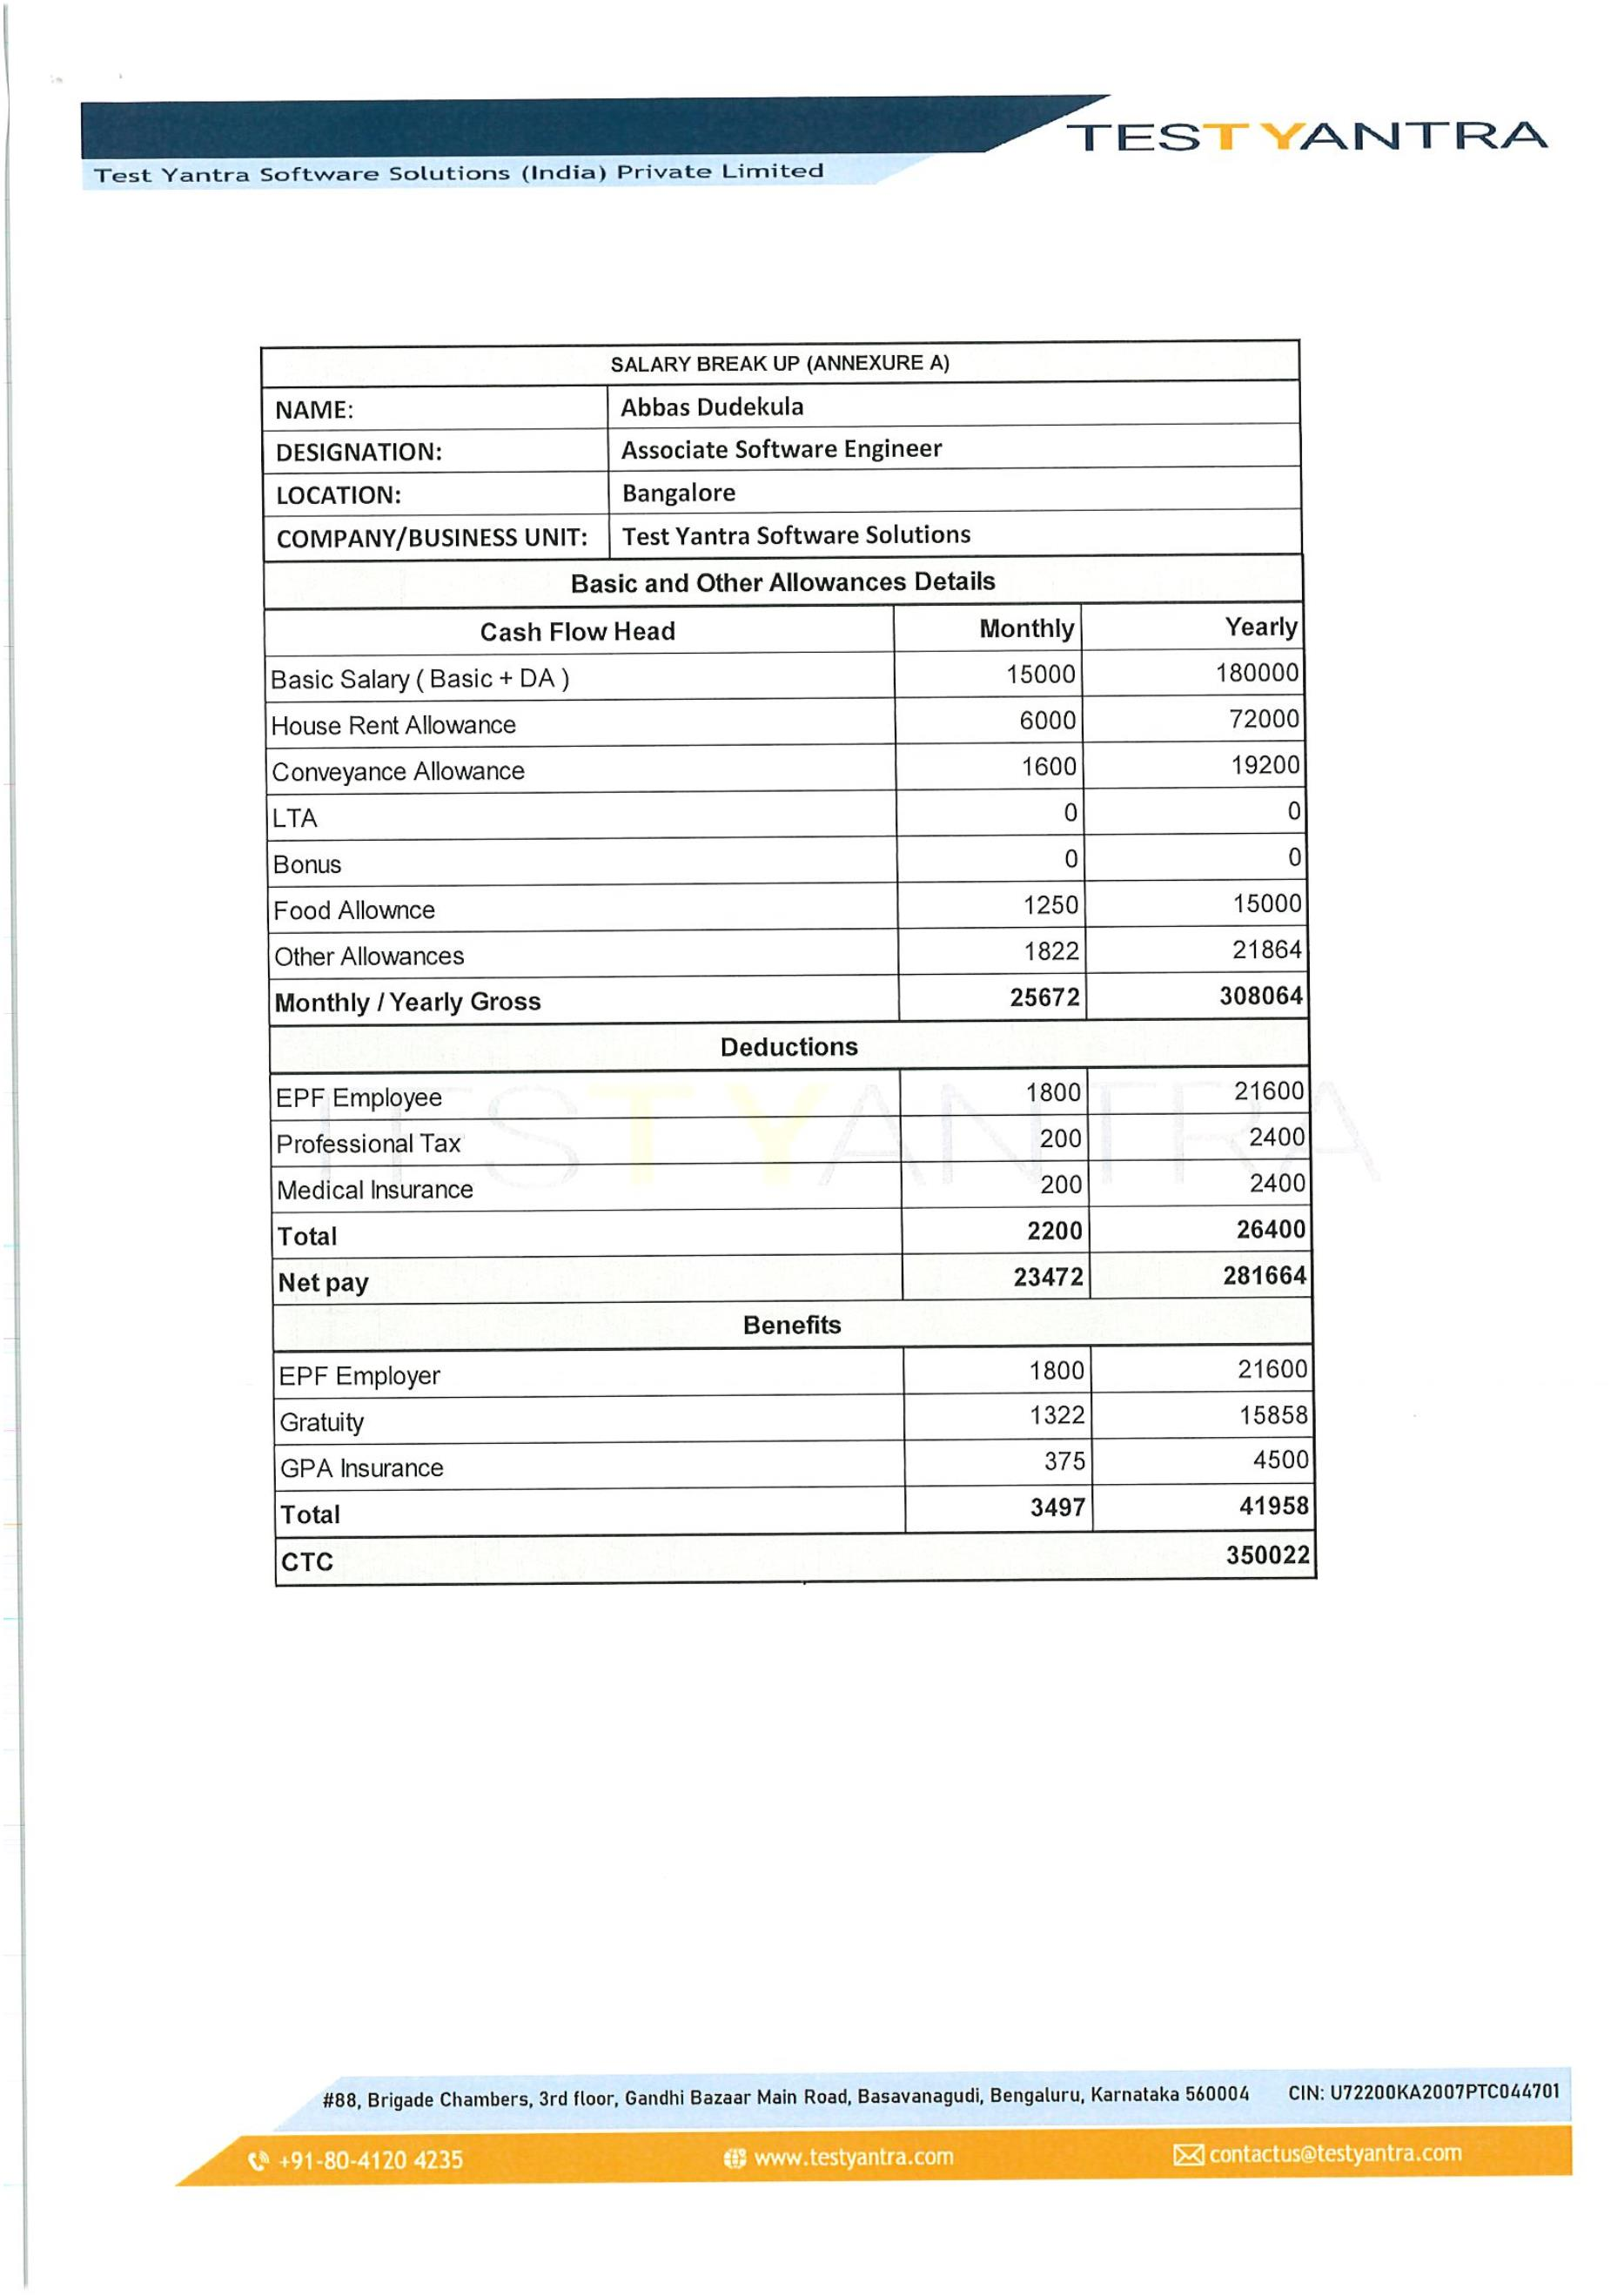 TESTYANTRA
Test Yantra Software Solutions (India) Private Limited
SALARY BREAK UP (ANNEXURE A)
NAME: Abbas Dudekula
DESIGNATION: Associate Software Engineer
LOCATION: Bangalore
COMPANY/BUSINESS UNIT: Test Yantra Software Solutions
Basic and Other Allowances Details
Cash Flow Head Monthly Yearly
Basic Salary ( Basic + DA ) 15000 180000
House Rent Allowance 6000 72000
Conveyance Allowance 1600 19200
LTA 0 0
Bonus 0 0
Food Allownce 1250 15000
Other Allowances 1822 21864
Monthly / Yearly Gross 25672 308064
Deductions
EPF Employee 1800 21600
Professional Tax 200 2400
Medical Insurance 200 2400
TESTYANTRA
Total 2200 26400
Net pay 23472 281664
Benefits
EPF Employer 1800 21600
Gratuity 1322 15858
GPA Insurance 375 4500
Total 3497 41958
CTC 350022
#88, Brigade Chambers, 3rd floor, Gandhi Bazaar Main Road, Basavanagudi, Bengaluru, Karnataka 560004 CIN: U72200KA2007PTC044701
+91-80-4120 4235 www.testyantra.com contactus@testyantra.com